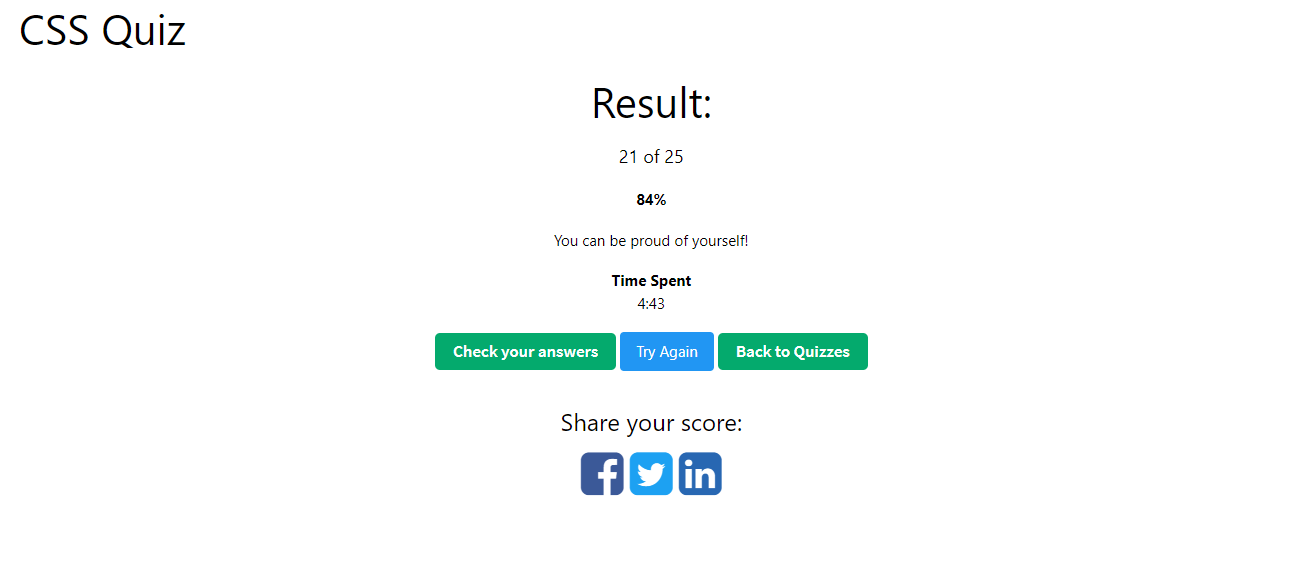 CSS Quiz
Result:
21 of 25
84%
You can be proud of yourself!
Time Spent
4:43
Check your answers Try Again Back to Quizzes
Share your score:
f in